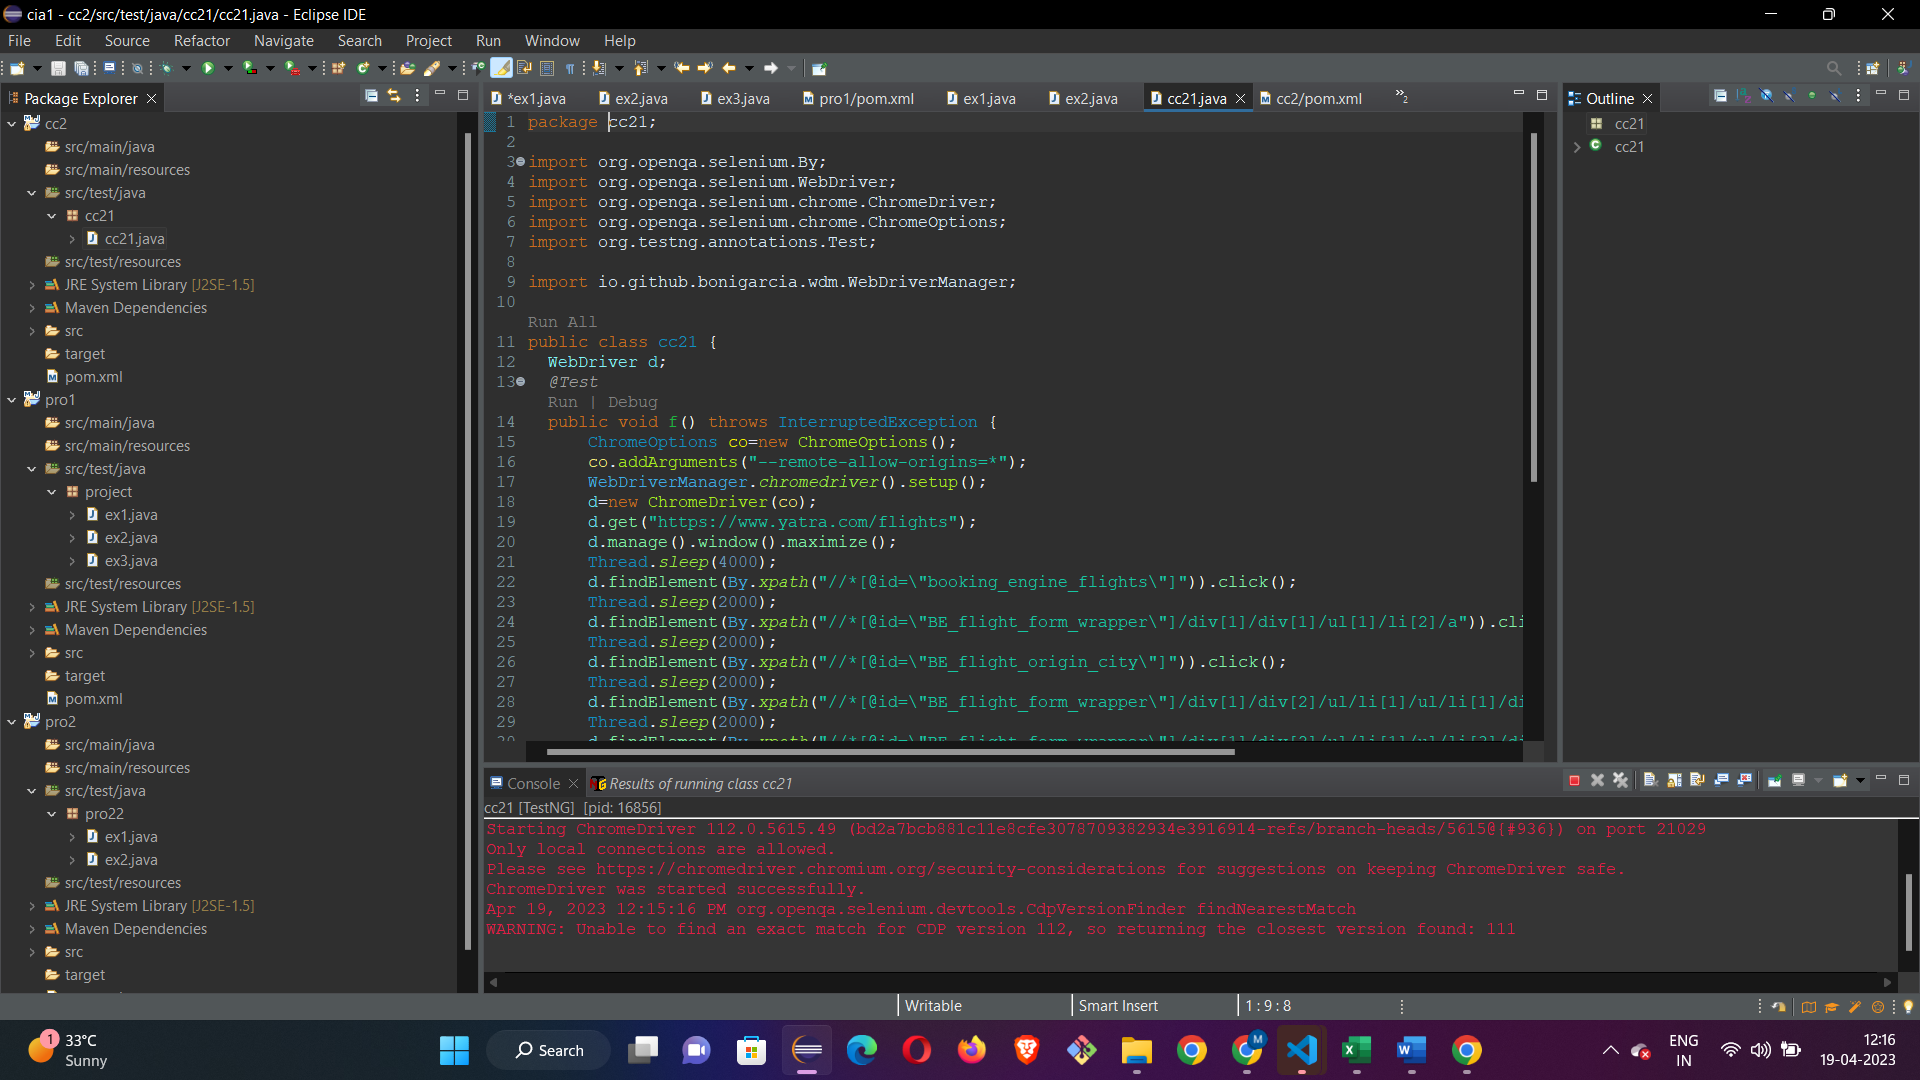 cia1 - cc2/src/test/java/cc21/cc21.java - Eclipse IDE
File Edit Source Refactor Navigate Search Project Run Window Help
Package Explorer
cc2
src/main/java
src/main/resources
src/test/java
cc21
cc21.java
src/test/resources
JRE System Library [J2SE-1.5]
Maven Dependencies
src
target
pom.xml
pro1
src/main/java
src/main/resources
src/test/java
project
ex1.java
ex2.java
ex3.java
src/test/resources
JRE System Library [J2SE-1.5]
Maven Dependencies
src
target
pom.xml
pro2
src/main/java
src/main/resources
src/test/java
pro22
ex1.java
ex2.java
src/test/resources
JRE System Library [J2SE-1.5]
Maven Dependencies
src
target
*ex1.java ex2.java ex3.java pro1/pom.xml ex1.java ex2.java cc21.java cc2/pom.xml »2
1 package cc21;
2
3 import org.openqa.selenium.By;
4 import org.openqa.selenium.WebDriver;
5 import org.openqa.selenium.chrome.ChromeDriver;
6 import org.openqa.selenium.chrome.ChromeOptions;
7 import org.testng.annotations.Test;
8
9 import io.github.bonigarcia.wdm.WebDriverManager;
10
Run All
11 public class cc21 {
12 WebDriver d;
13 @Test
Run | Debug
14 public void f() throws InterruptedException {
15 ChromeOptions co=new ChromeOptions();
16 co.addArguments("--remote-allow-origins=*");
17 WebDriverManager.chromedriver().setup();
18 d=new ChromeDriver(co);
19 d.get("https://www.yatra.com/flights");
20 d.manage().window().maximize();
21 Thread.sleep(4000);
22 d.findElement(By.xpath("//*[@id=\"booking_engine_flights\"]")).click();
23 Thread.sleep(2000);
24 d.findElement(By.xpath("//*[@id=\"BE_flight_form_wrapper\"]/div[1]/div[1]/ul[1]/li[2]/a")).cli
25 Thread.sleep(2000);
26 d.findElement(By.xpath("//*[@id=\"BE_flight_origin_city\"]")).click();
27 Thread.sleep(2000);
28 d.findElement(By.xpath("//*[@id=\"BE_flight_form_wrapper\"]/div[1]/div[2]/ul/li[1]/ul/li[1]/di
29 Thread.sleep(2000);
Outline
cc21
cc21
Console Results of running class cc21
cc21 [TestNG] [pid: 16856]
Starting ChromeDriver 112.0.5615.49 (bd2a7bcb881c11e8cfe3078709382934e3916914-refs/branch-heads/5615@{#936}) on port 21029
Only local connections are allowed.
Please see https://chromedriver.chromium.org/security-considerations for suggestions on keeping ChromeDriver safe.
ChromeDriver was started successfully.
Apr 19, 2023 12:15:16 PM org.openqa.selenium.devtools.CdpVersionFinder findNearestMatch
WARNING: Unable to find an exact match for CDP version 112, so returning the closest version found: 111
Writable Smart Insert 1 : 9 : 8
1
33°C
Sunny
Search
M
ENG
IN
12:16
19-04-2023